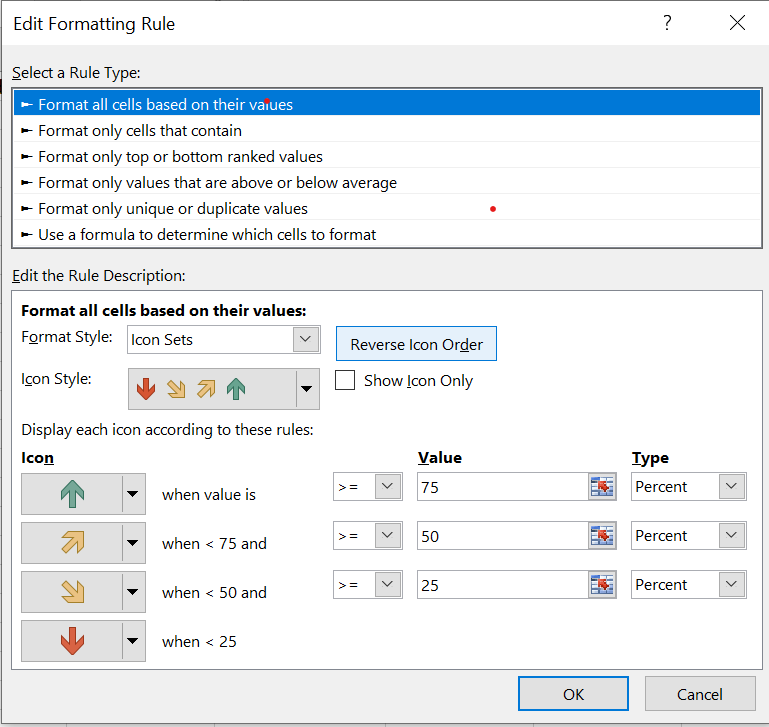 Edit Formatting Rule ?
Select a Rule Type:
► Format all cells based on their values
► Format only cells that contain
► Format only top or bottom ranked values
► Format only values that are above or below average
► Format only unique or duplicate values
► Use a formula to determine which cells to format
Edit the Rule Description:
Format all cells based on their values:
Format Style: Icon Sets Reverse Icon Order
Icon Style: Show Icon Only
Display each icon according to these rules:
Icon Value Type
when value is >= 75 Percent
when < 75 and >= 50 Percent
when < 50 and >= 25 Percent
when < 25
OK Cancel